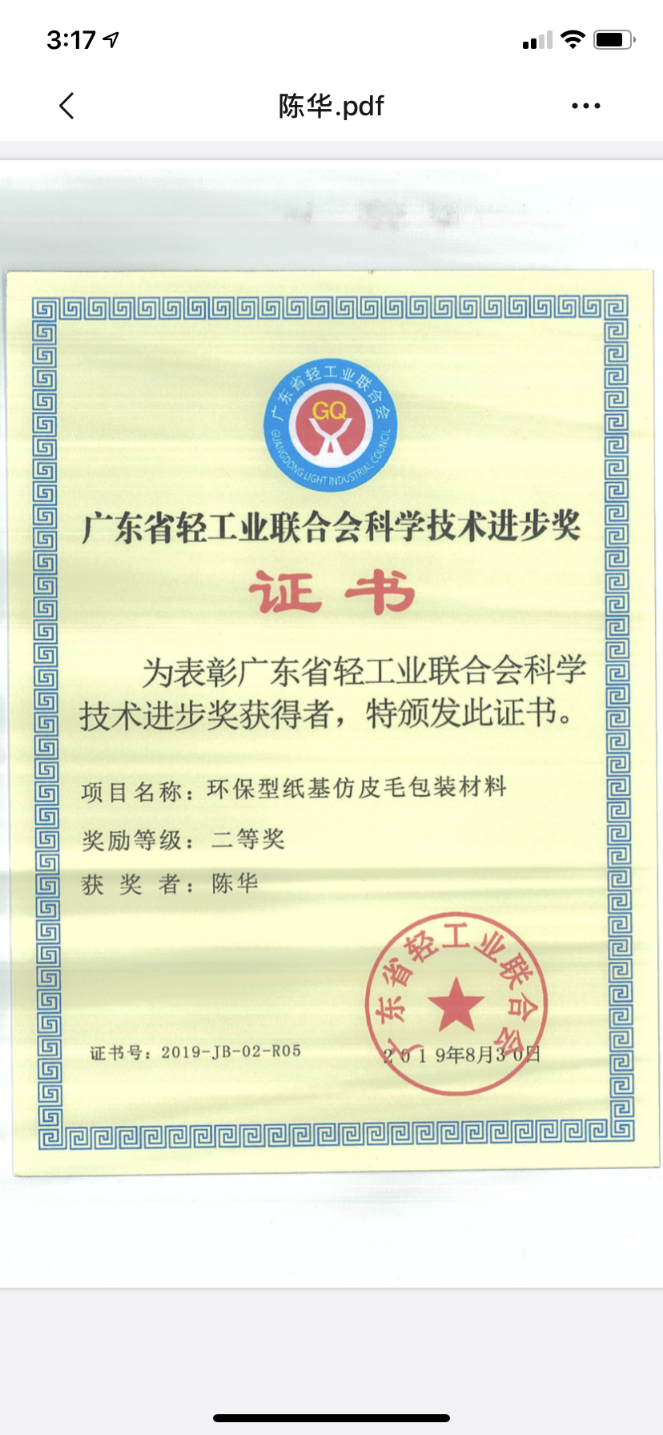 3:17
陈华.pdf
广东省轻工业联合会
GQ
GUANGDONG LIGHT INDUSTRIAL COUNCIL
广东省轻工业联合会科学技术进步奖
证书
为表彰广东省轻工业联合会科学
技术进步奖获得者，特颁发此证书。
项目名称：环保型纸基仿皮毛包装材料
奖励等级：二等奖
获 奖 者：陈华
广东省轻工业联合会
证书号：2019-JB-02-R05
2019年8月30日